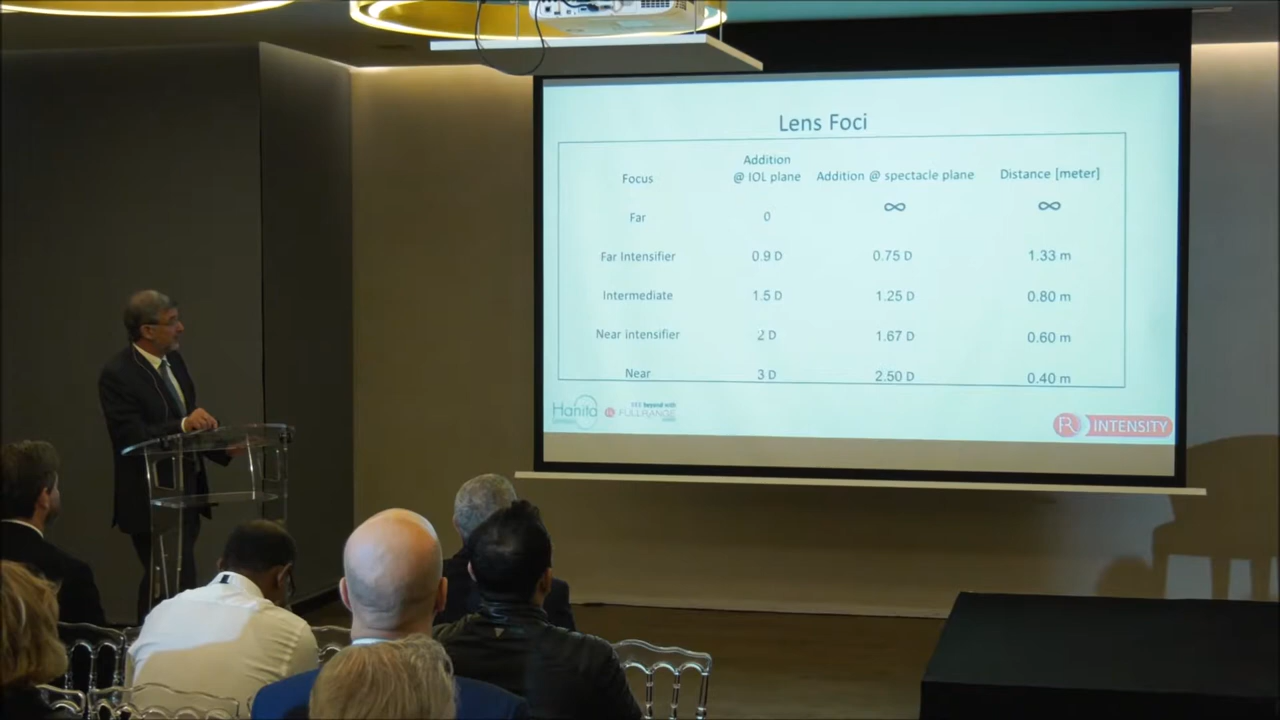 Lens Foci
Focus Addition @ IOL plane Addition @ spectacle plane Distance [meter]
Far 0 ∞ ∞
Far Intensifier 0.9 D 0.75 D 1.33 m
Intermediate 1.5 D 1.25 D 0.80 m
Near intensifier 2 D 1.67 D 0.60 m
Near 3 D 2.50 D 0.40 m
Hanita
FULLRANGE
INTENSITY